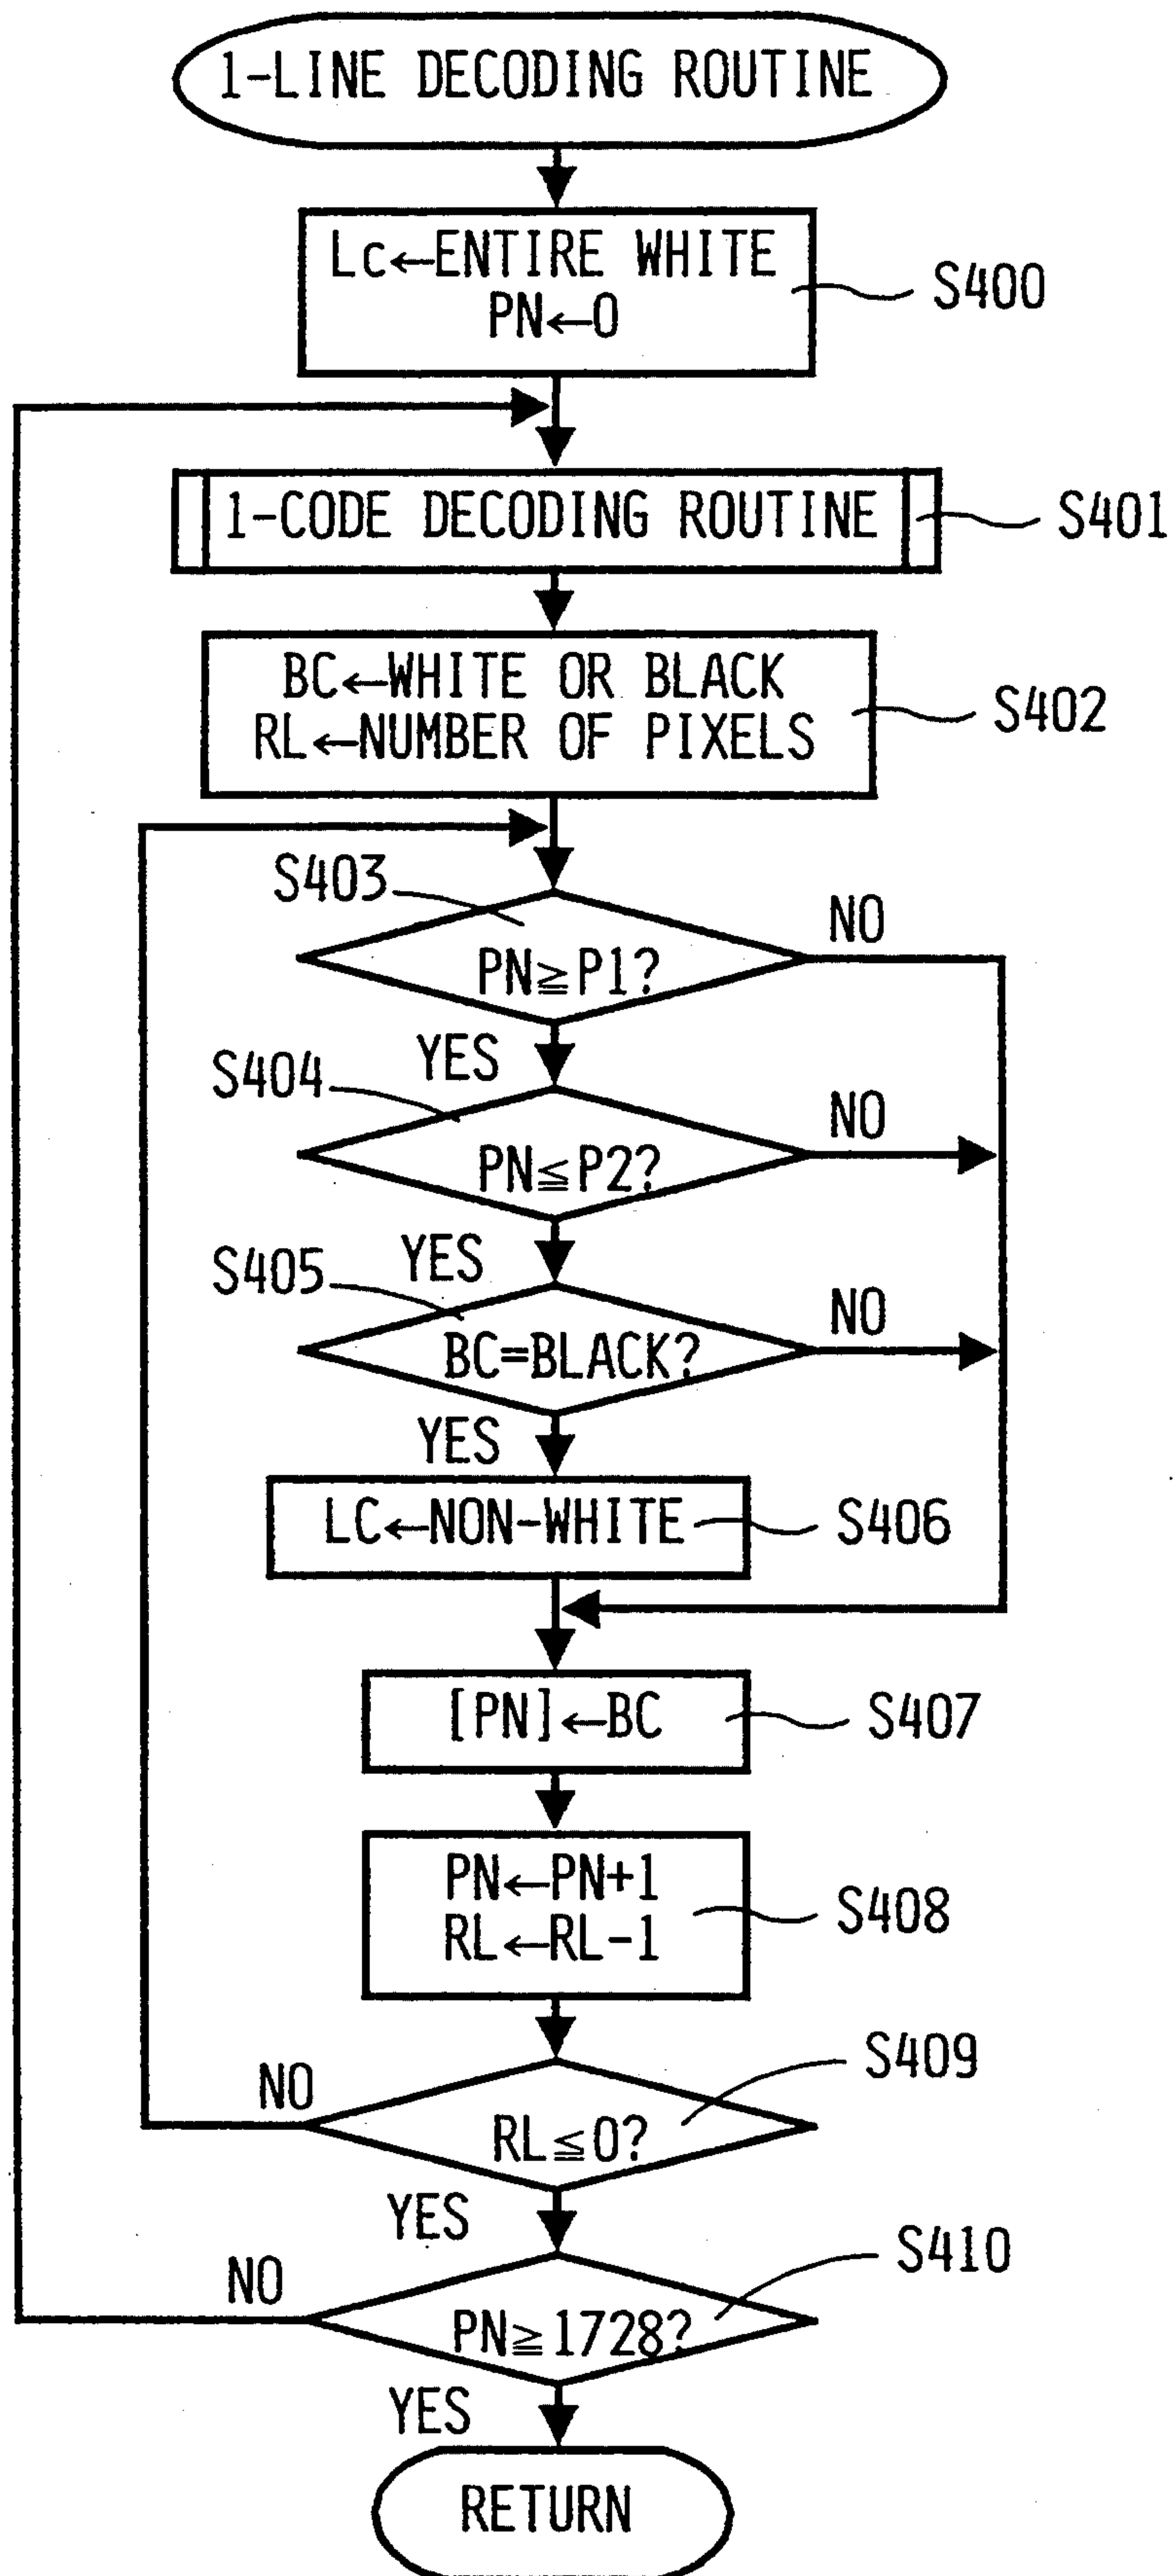 1-LINE DECODING ROUTINE
Lc←ENTIRE WHITE
PN←0
S400
1-CODE DECODING ROUTINE
S401
BC←WHITE OR BLACK
RL←NUMBER OF PIXELS
S402
S403
PN≧P1?
NO
YES
S404
PN≦P2?
NO
YES
S405
BC=BLACK?
NO
YES
LC←NON-WHITE
S406
[PN]←BC
S407
PN←PN+1
RL←RL-1
S408
S409
NO
RL≦0?
YES
S410
NO
PN≧1728?
YES
RETURN